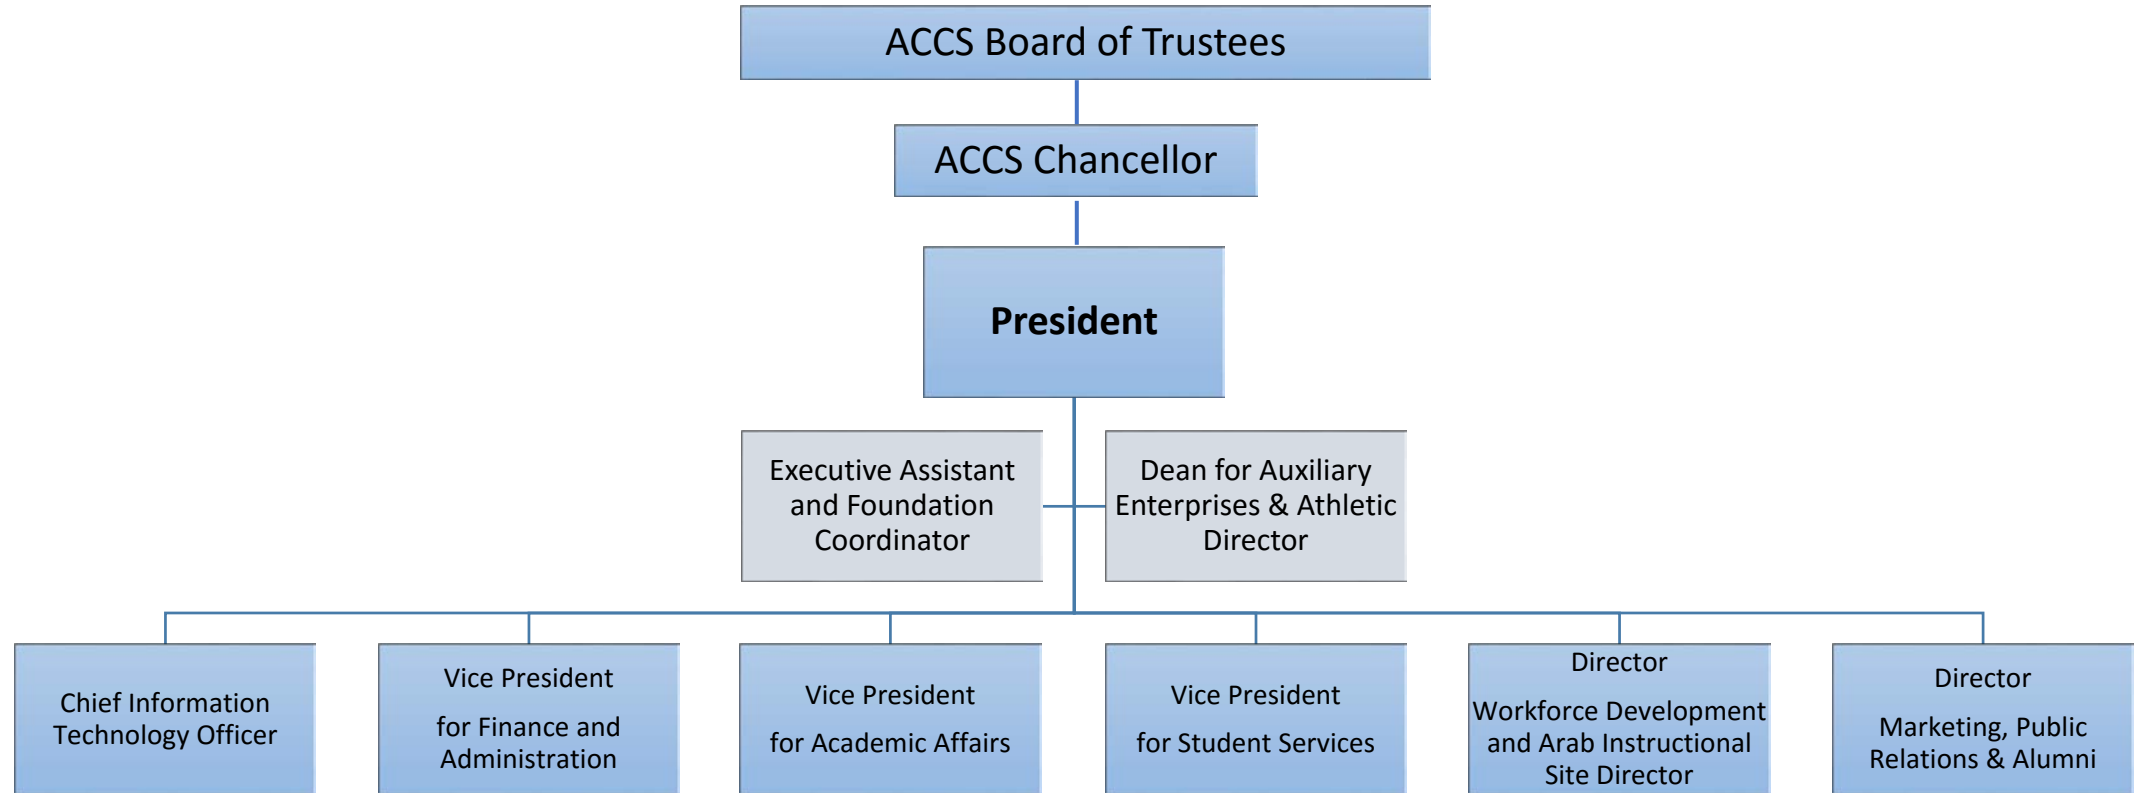 ACCS Board of Trustees
ACCS Chancellor
President
Executive Assistant
and Foundation
Coordinator
Dean for Auxiliary
Enterprises & Athletic
Director
Chief Information
Technology Officer
Vice President
for Finance and
Administration
Vice President
for Academic Affairs
Vice President
for Student Services
Director
Workforce Development
and Arab Instructional
Site Director
Director
Marketing, Public
Relations & Alumni